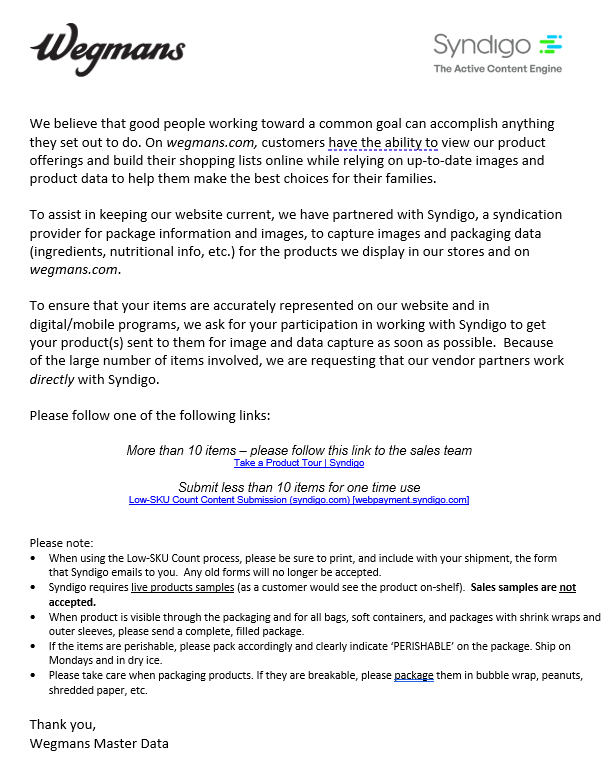 Wegmans
Syndigo
The Active Content Engine
We believe that good people working toward a common goal can accomplish anything
they set out to do. On wegmans.com, customers have the ability to view our product
offerings and build their shopping lists online while relying on up-to-date images and
product data to help them make the best choices for their families.
To assist in keeping our website current, we have partnered with Syndigo, a syndication
provider for package information and images, to capture images and packaging data
(ingredients, nutritional info, etc.) for the products we display in our stores and on
wegmans.com.
To ensure that your items are accurately represented on our website and in
digital/mobile programs, we ask for your participation in working with Syndigo to get
your product(s) sent to them for image and data capture as soon as possible.  Because
of the large number of items involved, we are requesting that our vendor partners work
directly with Syndigo.
Please follow one of the following links:
More than 10 items – please follow this link to the sales team
Take a Product Tour | Syndigo
Submit less than 10 items for one time use
Low-SKU Count Content Submission (syndigo.com) [webpayment.syndigo.com]
Please note:
• When using the Low-SKU Count process, please be sure to print, and include with your shipment, the form
that Syndigo emails to you.  Any old forms will no longer be accepted.
• Syndigo requires live products samples (as a customer would see the product on-shelf).  Sales samples are not
accepted.
• When product is visible through the packaging and for all bags, soft containers, and packages with shrink wraps and
outer sleeves, please send a complete, filled package.
• If the items are perishable, please pack accordingly and clearly indicate ‘PERISHABLE’ on the package. Ship on
Mondays and in dry ice.
• Please take care when packaging products. If they are breakable, please package them in bubble wrap, peanuts,
shredded paper, etc.
Thank you,
Wegmans Master Data